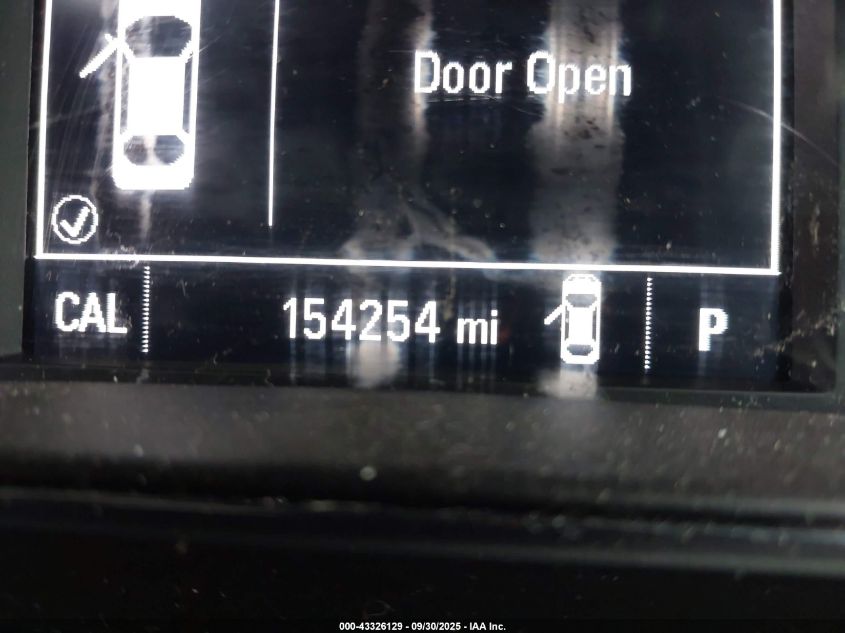 Door Open
CAL 154254 mi P
000-43326129 - 09/30/2025 - IAA Inc.